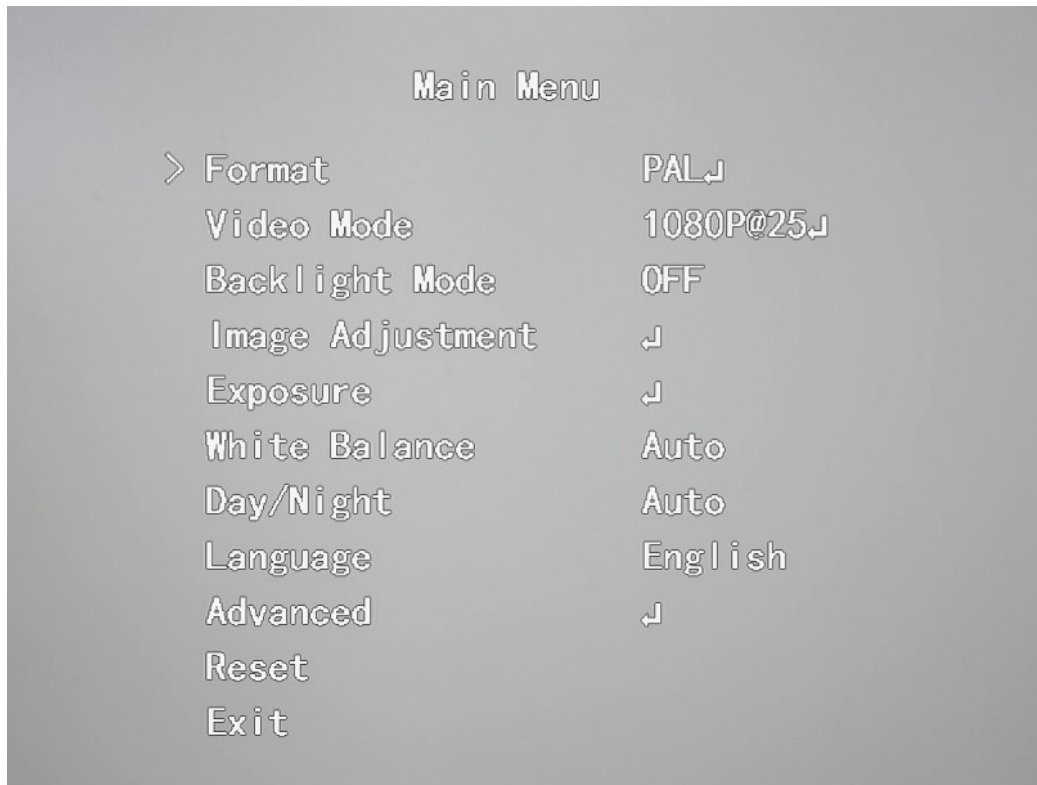 Main Menu
> Format PAL↵
Video Mode 1080P@25↵
Backlight Mode OFF
Image Adjustment ↵
Exposure ↵
White Balance Auto
Day/Night Auto
Language English
Advanced ↵
Reset
Exit